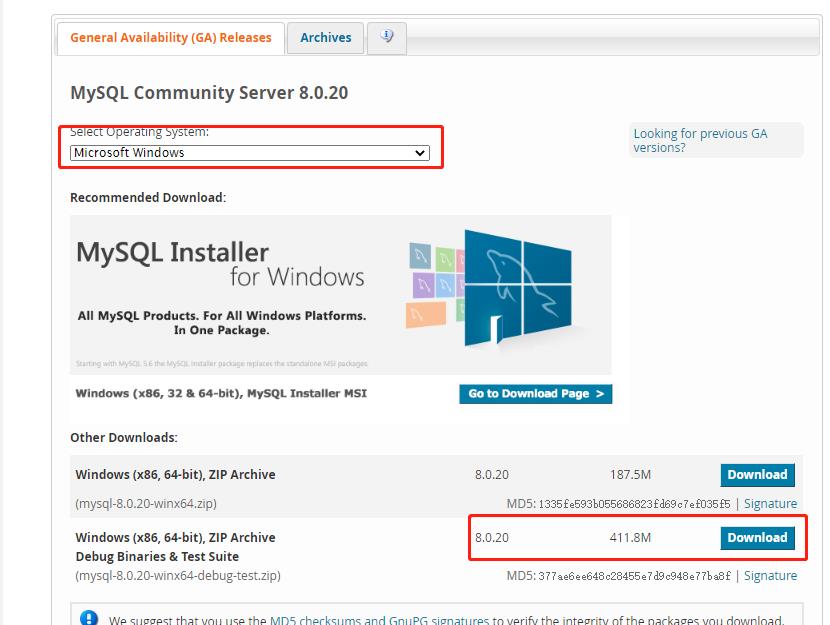 General Availability (GA) Releases
Archives
MySQL Community Server 8.0.20
Select Operating System:
Microsoft Windows
Looking for previous GA
versions?
Recommended Download:
MySQL Installer
for Windows
All MySQL Products. For All Windows Platforms.
In One Package.
Starting with MySQL 5.6 the MySQL Installer package replaces the standalone MSI packages.
Windows (x86, 32 & 64-bit), MySQL Installer MSI
Go to Download Page >
Other Downloads:
Windows (x86, 64-bit), ZIP Archive 8.0.20 187.5M Download
(mysql-8.0.20-winx64.zip) MD5: 1335fe593b055686823fd69c7ef035f5 | Signature
Windows (x86, 64-bit), ZIP Archive 8.0.20 411.8M Download
Debug Binaries & Test Suite
(mysql-8.0.20-winx64-debug-test.zip) MD5: 377ae6ee648c28455e7d9c948e77ba8f | Signature
We suggest that you use the MD5 checksums and GnuPG signatures to verify the integrity of the packages you download.